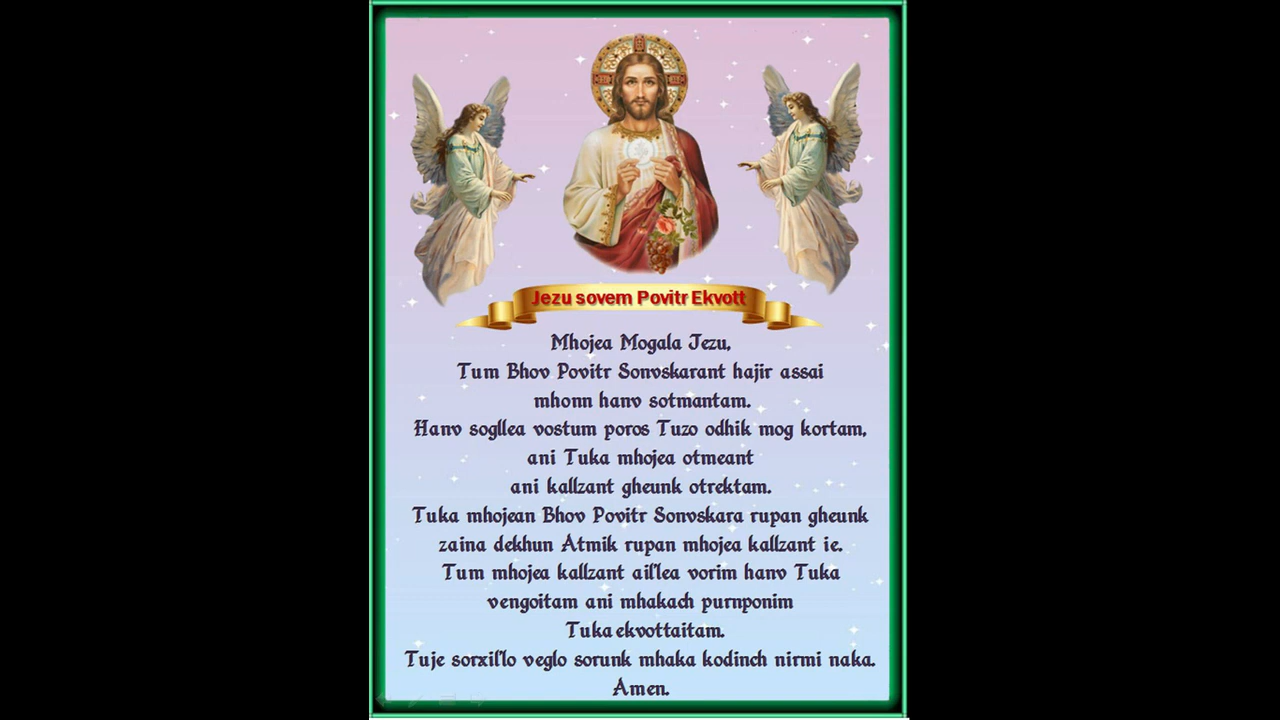 Jezu sovem Povitr Ekvott
Mhojea Mogala Jezu,
Tum Bhov Povitr Sonvskarant hajir assai
mhonn hanv sotmantam.
Hanv sogllea vostum poros Tuzo odhik mog kortam,
ani Tuka mhojea otmeant
ani kallzant gheunk otrektam.
Tuka mhojean Bhov Povitr Sonvskara rupan gheunk
zaina dekhun Atmik rupan mhojea kallzant ie.
Tum mhojea kallzant ail'lea vorim hanv Tuka
vengoitam ani mhakach purnponim
Tuka ekvottaitam.
Tuje sorxil'lo veglo sorunk mhaka kodinch nirmi naka.
Amen.